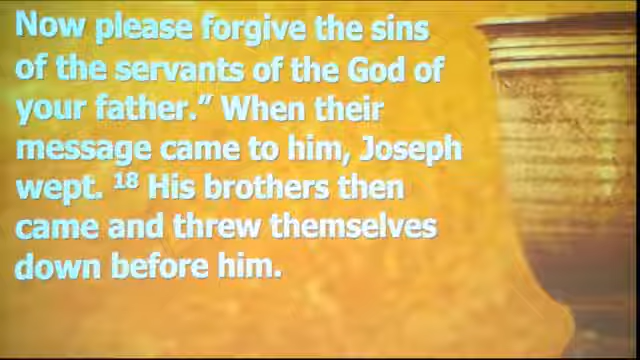 Now please forgive the sins
of the servants of the God of
your father.” When their
message came to him, Joseph
wept. 18 His brothers then
came and threw themselves
down before him.